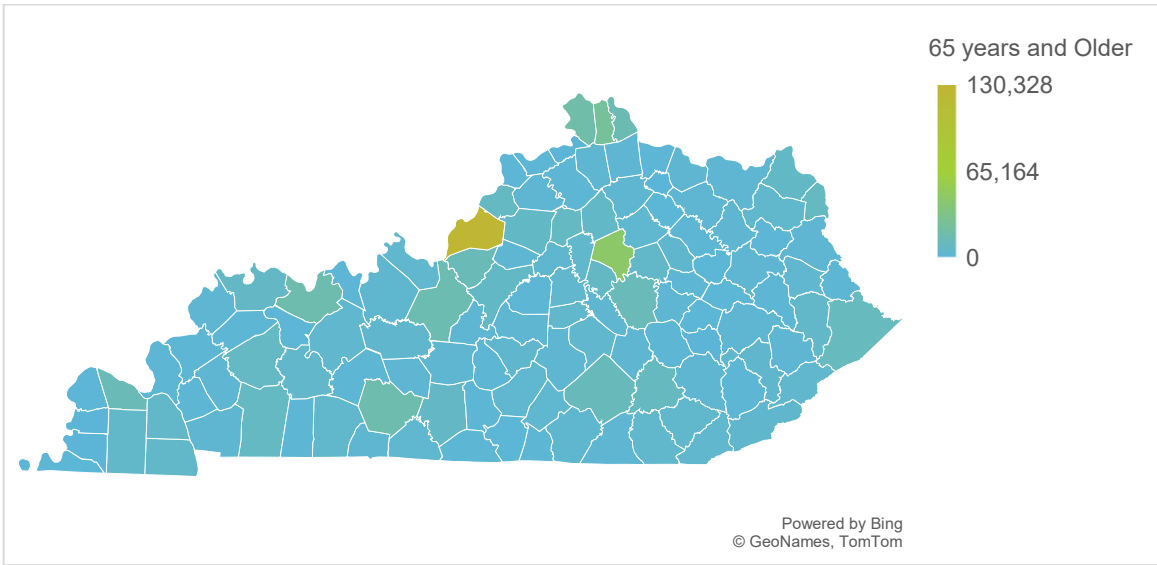 65 years and Older
130,328
65,164
0
Powered by Bing
© GeoNames, TomTom